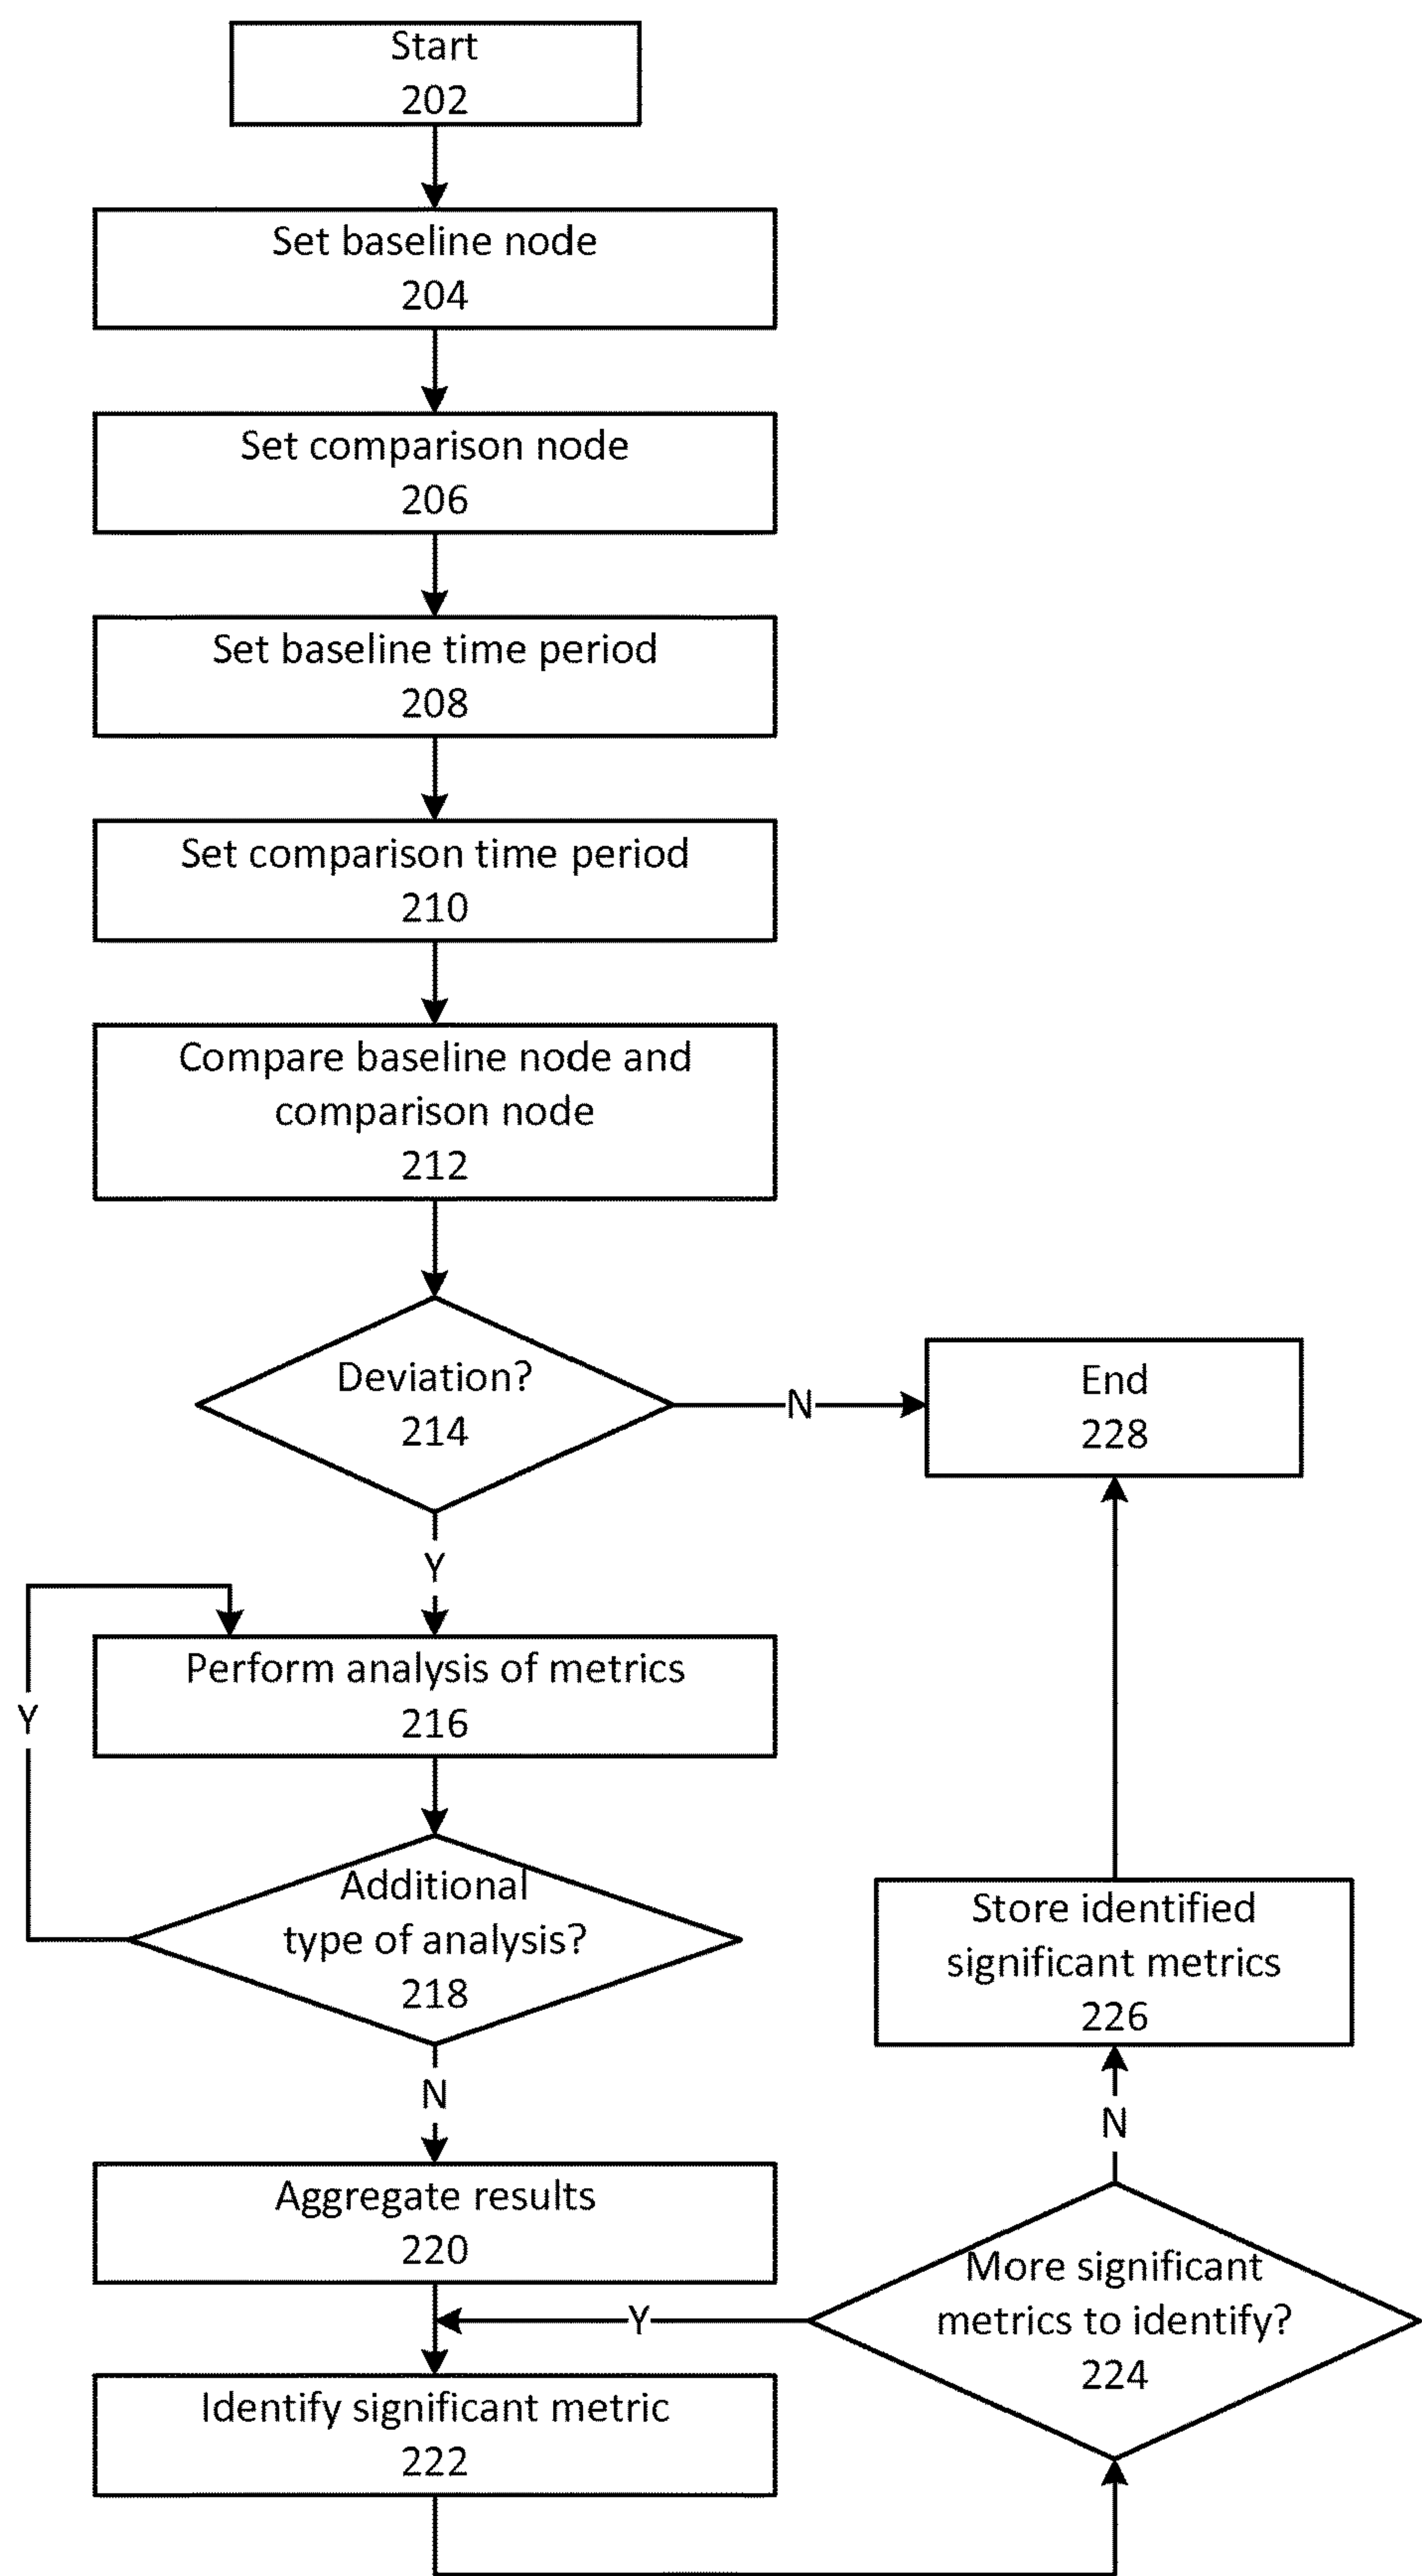 Start
202
Set baseline node
204
Set comparison node
206
Set baseline time period
208
Set comparison time period
210
Compare baseline node and
comparison node
212
Deviation?
214
N
End
228
Y
Perform analysis of metrics
216
Y
Additional
type of analysis?
218
N
Aggregate results
220
Y
Identify significant metric
222
More significant
metrics to identify?
224
N
Store identified
significant metrics
226